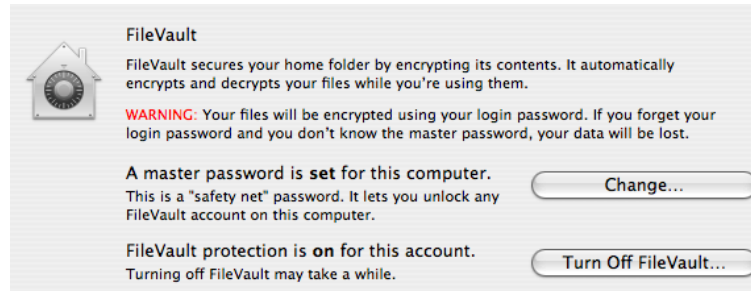 FileVault
FileVault secures your home folder by encrypting its contents. It automatically
encrypts and decrypts your files while you're using them.
WARNING: Your files will be encrypted using your login password. If you forget your
login password and you don't know the master password, your data will be lost.
A master password is set for this computer.
This is a "safety net" password. It lets you unlock any
FileVault account on this computer.
Change...
FileVault protection is on for this account.
Turning off FileVault may take a while.
Turn Off FileVault...